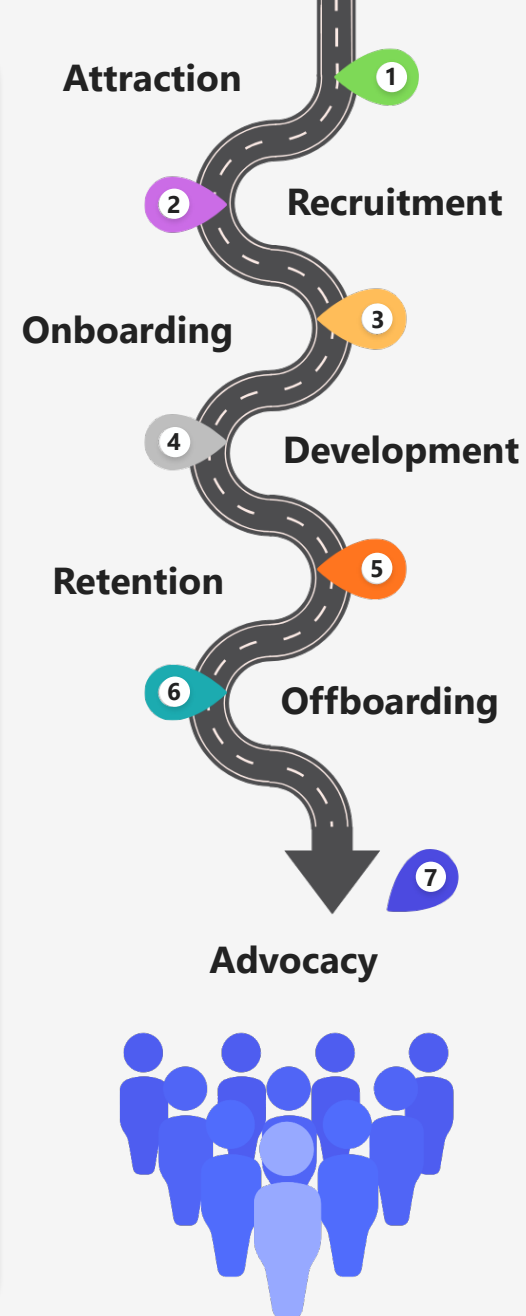 Attraction 1
2 Recruitment
Onboarding 3
4 Development
Retention 5
6 Offboarding
7
Advocacy